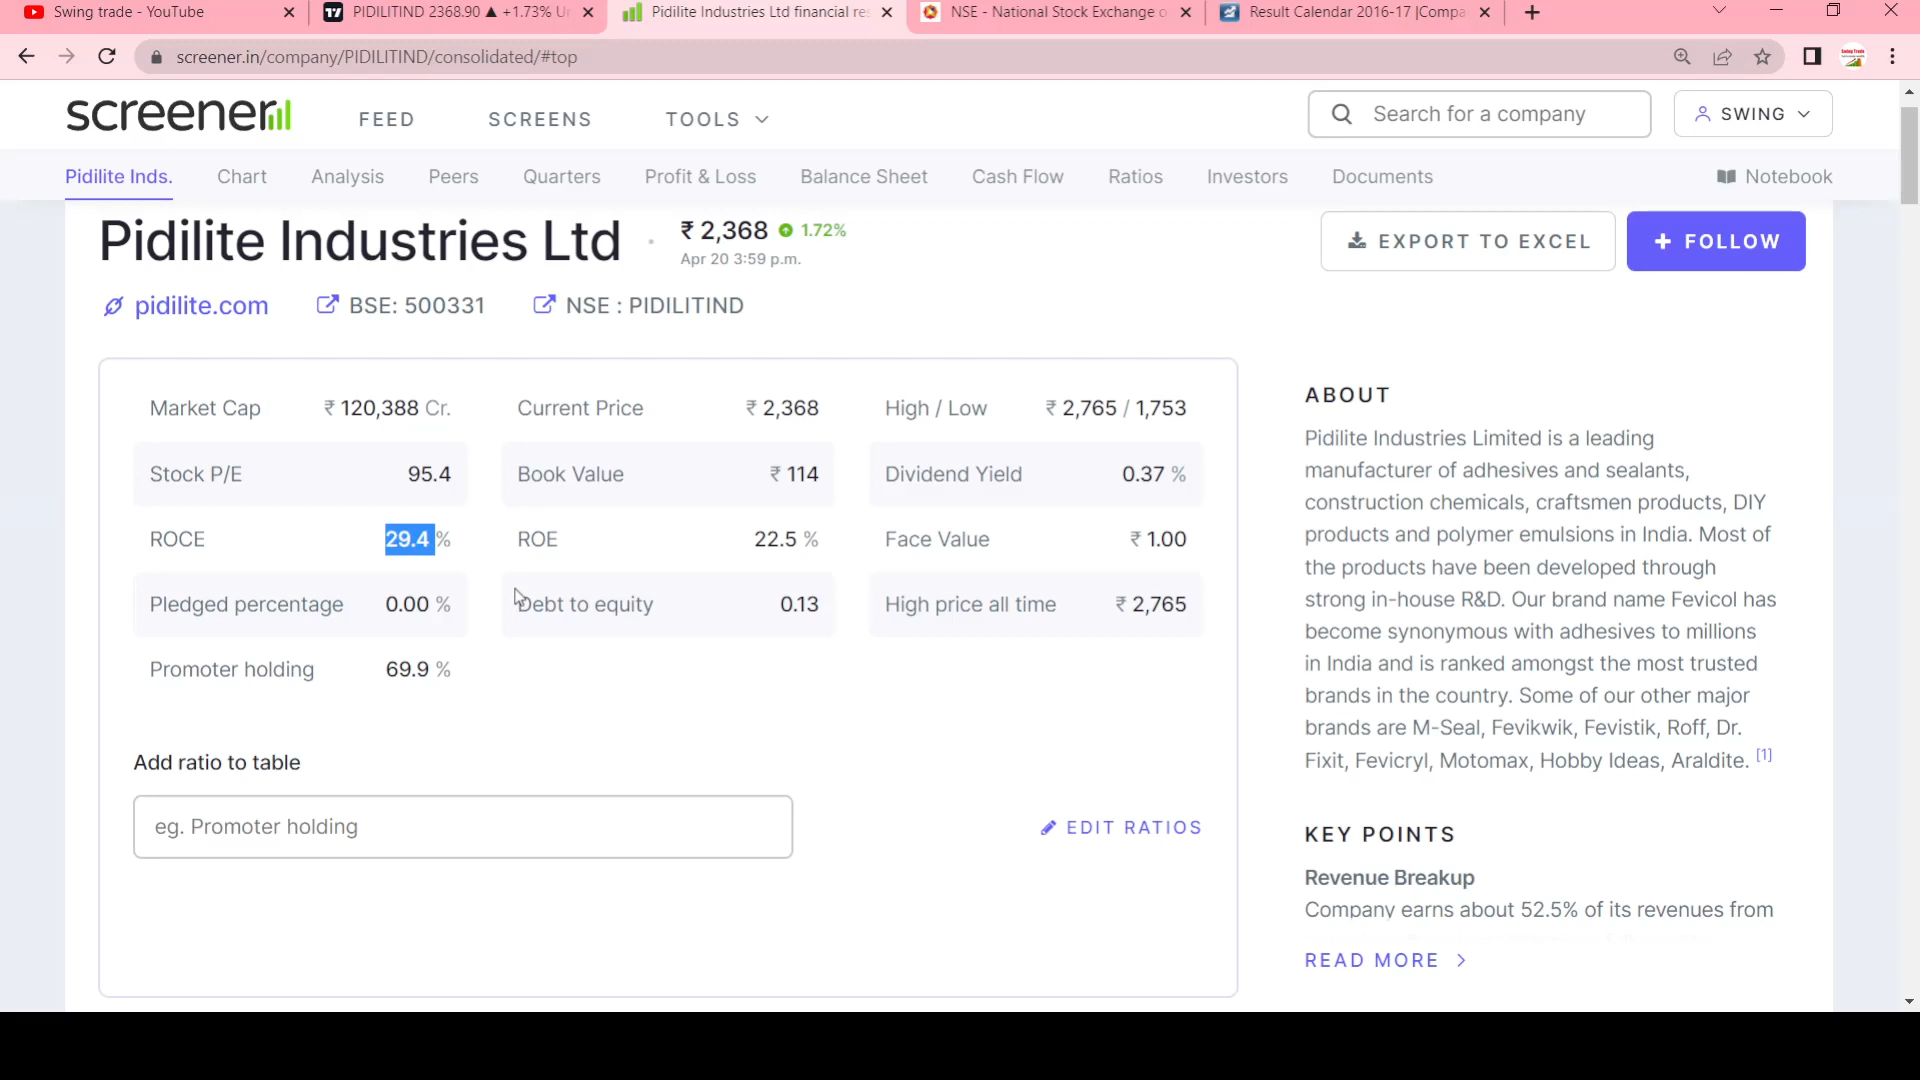 Swing trade - YouTube
PIDILITIND 2368.90 ▲ +1.73% Ur
Pidilite Industries Ltd financial re
NSE - National Stock Exchange o
Result Calendar 2016-17 |Compa
screener.in/company/PIDILITIND/consolidated/#top
screener
FEED
SCREENS
TOOLS
Search for a company
SWING
Pidilite Inds.
Chart
Analysis
Peers
Quarters
Profit & Loss
Balance Sheet
Cash Flow
Ratios
Investors
Documents
Notebook
Pidilite Industries Ltd
₹ 2,368
1.72%
Apr 20 3:59 p.m.
EXPORT TO EXCEL
+ FOLLOW
pidilite.com
BSE: 500331
NSE : PIDILITIND
Market Cap ₹ 120,388 Cr.
Current Price ₹ 2,368
High / Low ₹ 2,765 / 1,753
Stock P/E 95.4
Book Value ₹ 114
Dividend Yield 0.37 %
ROCE 29.4 %
ROE 22.5 %
Face Value ₹ 1.00
Pledged percentage 0.00 %
Debt to equity 0.13
High price all time ₹ 2,765
Promoter holding 69.9 %
Add ratio to table
eg. Promoter holding
EDIT RATIOS
ABOUT
Pidilite Industries Limited is a leading
manufacturer of adhesives and sealants,
construction chemicals, craftsmen products, DIY
products and polymer emulsions in India. Most of
the products have been developed through
strong in-house R&D. Our brand name Fevicol has
become synonymous with adhesives to millions
in India and is ranked amongst the most trusted
brands in the country. Some of our other major
brands are M-Seal, Fevikwik, Fevistik, Roff, Dr.
Fixit, Fevicryl, Motomax, Hobby Ideas, Araldite. [1]
KEY POINTS
Revenue Breakup
Company earns about 52.5% of its revenues from
READ MORE >